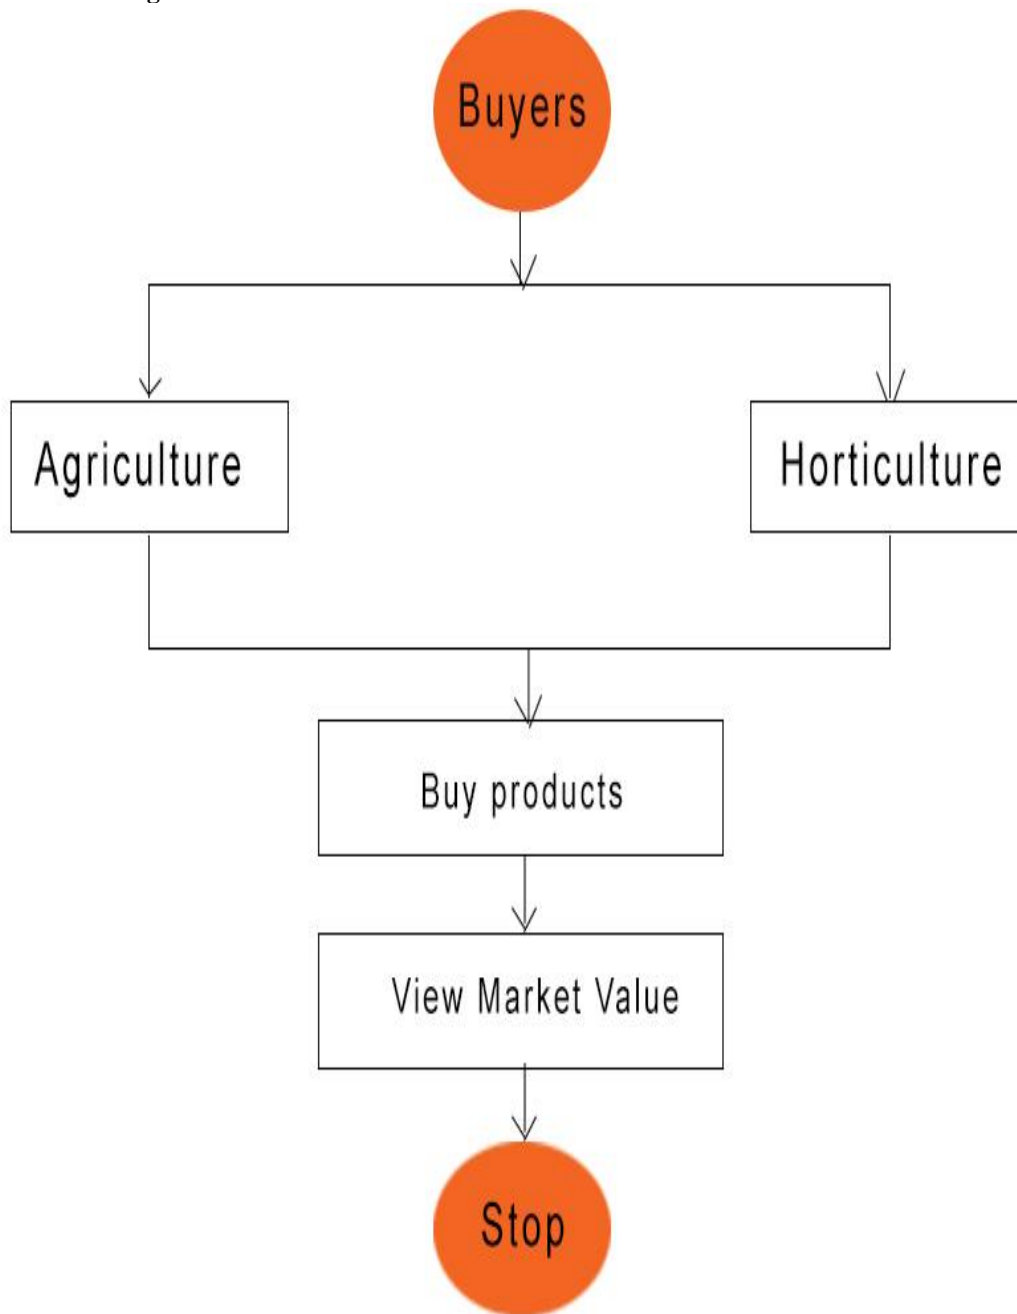 Buyers
Agriculture
Horticulture
Buy products
View Market Value
Stop